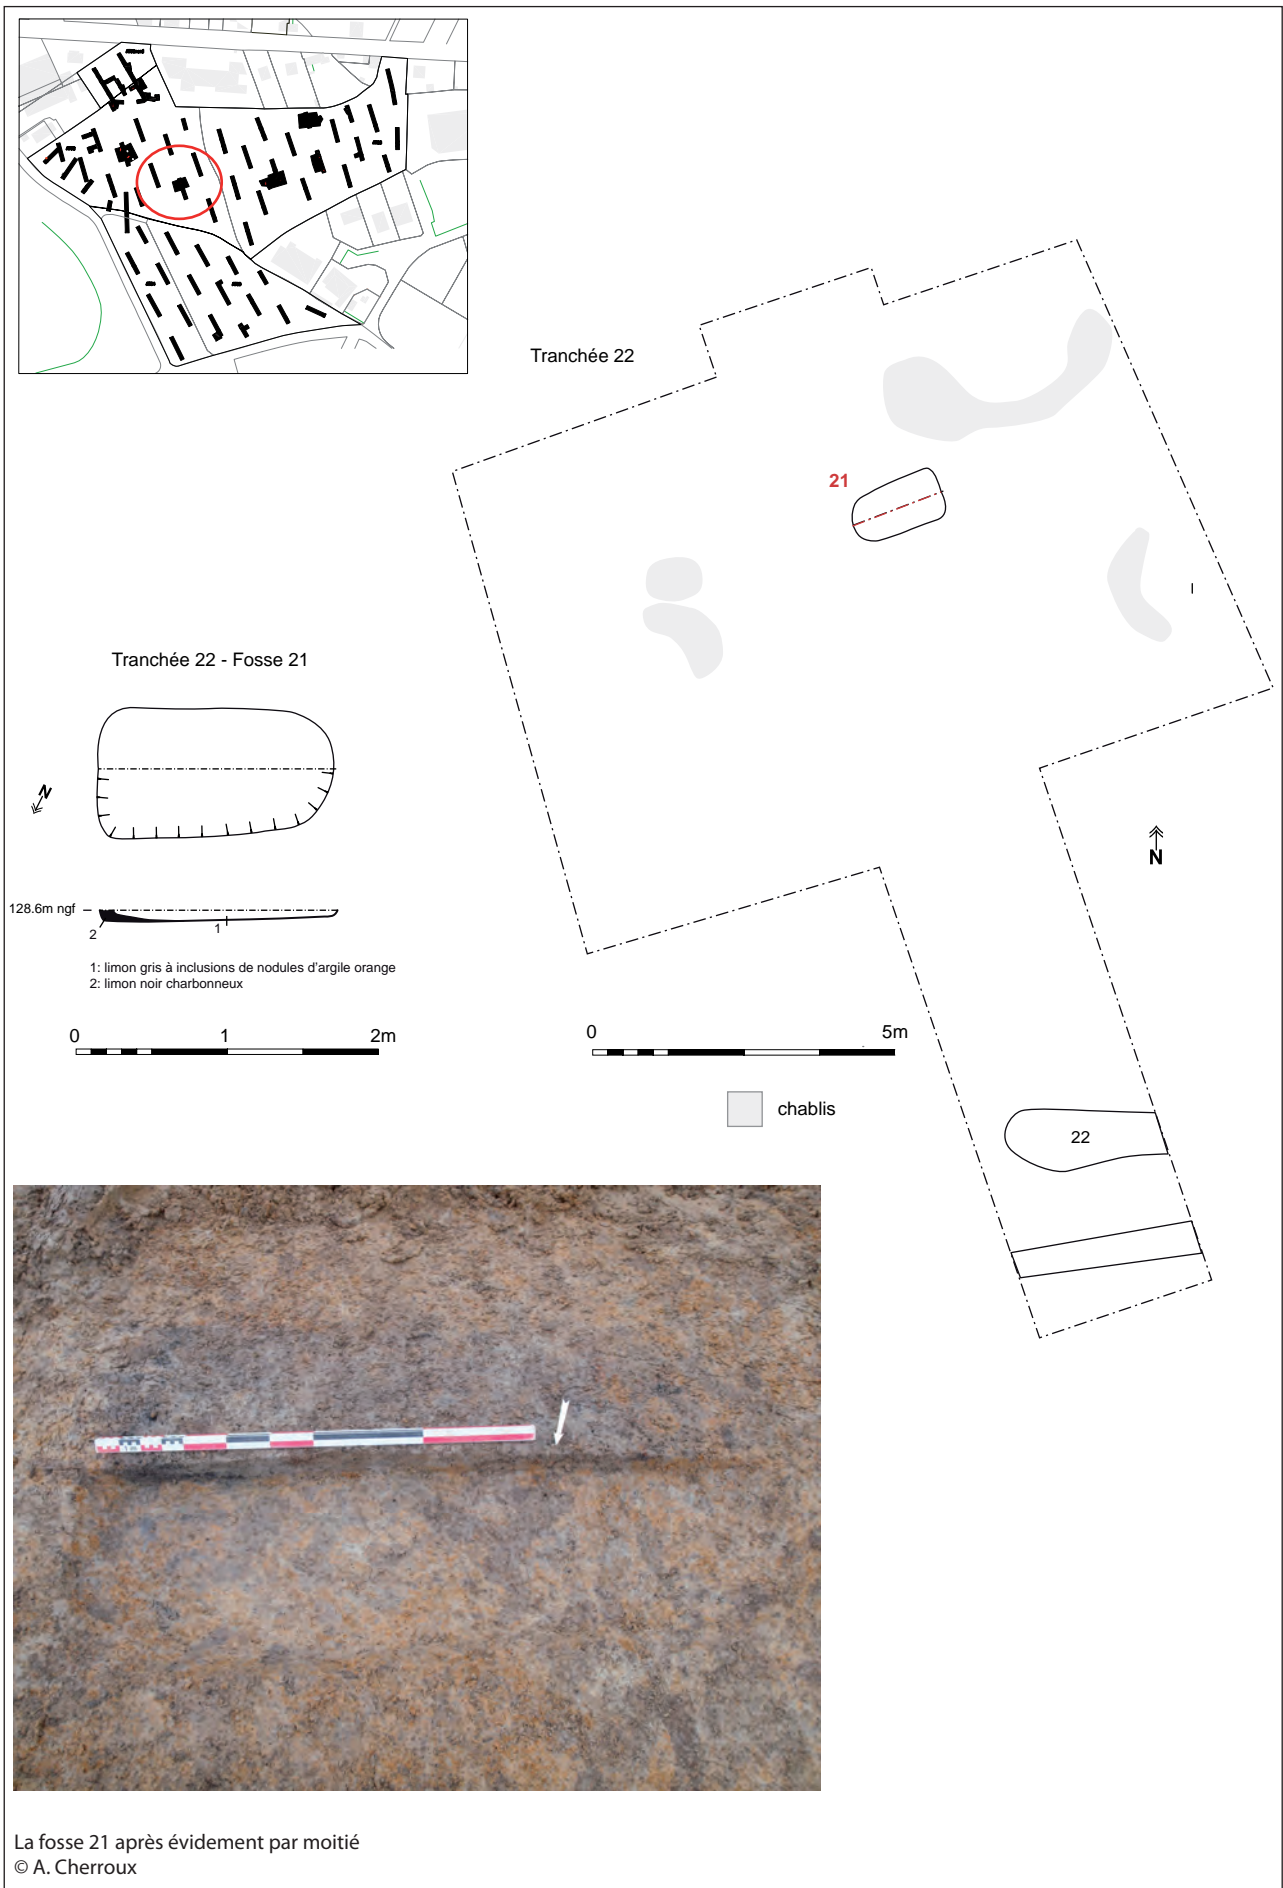 Tranchée 22
21
Tranchée 22 - Fosse 21
N
128.6m ngf
2
1
1: limon gris à inclusions de nodules d'argile orange
2: limon noir charbonneux
0 1 2m
0 5m
chablis
N
22
La fosse 21 après évidement par moitié
© A. Cherroux